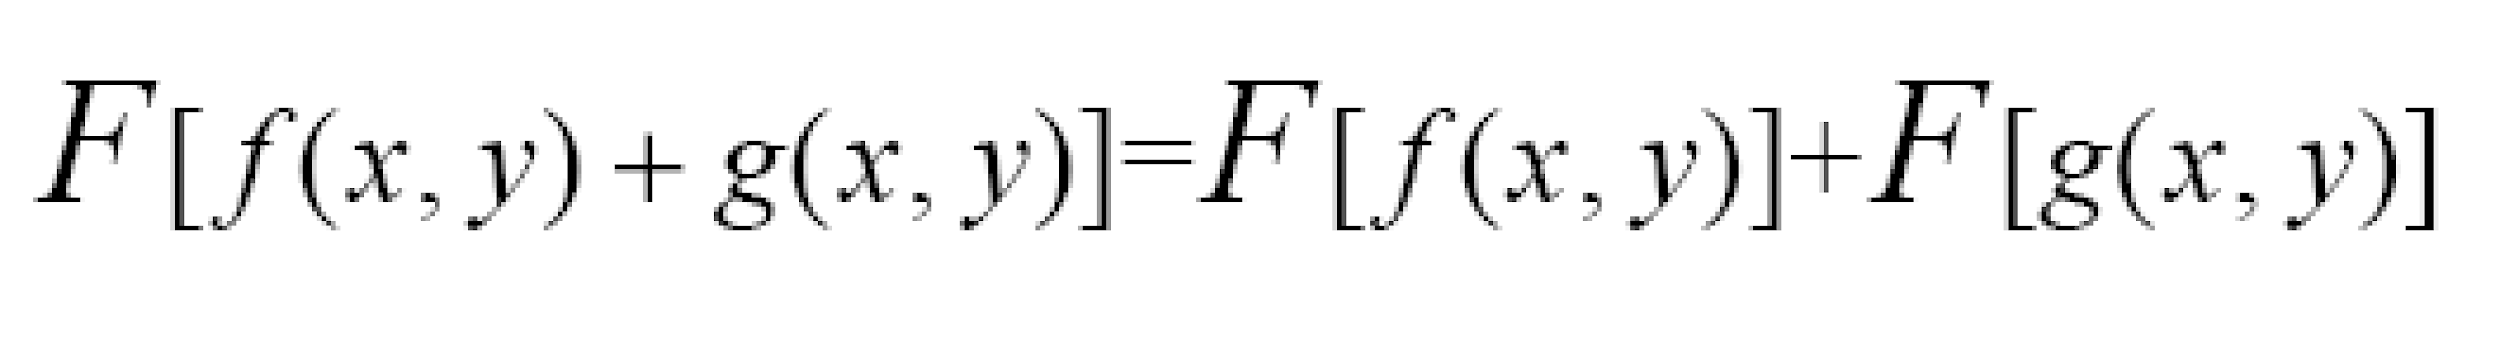 F[f(x, y) + g(x, y)]=F[f(x, y)]+F[g(x, y)]